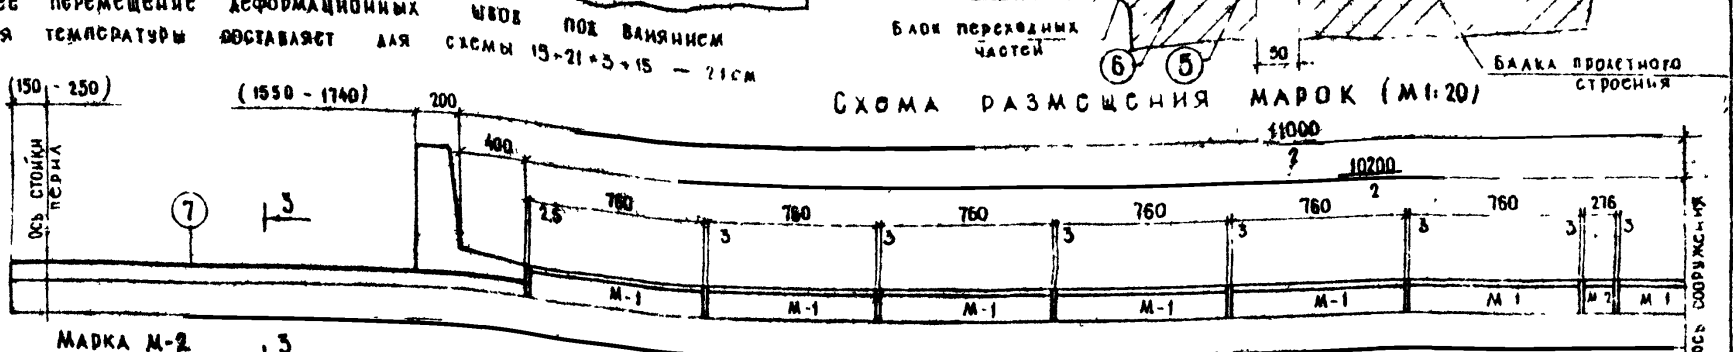 ПЕРЕМЕЩЕНИЕ ДЕФОРМАЦИОННЫХ ШВОВ ПОД ВЛИЯНИЕМ
Я ТЕМПЕРАТУРЫ СОСТАВЛЯЕТ ДЛЯ СХЕМЫ 15+21*3+15 — 21СМ
БЛОК ПЕРЕХОДНЫХ
ЧАСТЕЙ
6 5
50
БАЛКА ПРОЛЕТНОГО
СТРОЕНИЯ
СХЕМА РАЗМЕЩЕНИЯ МАРОК (М1:20)
(150 - 250) (1550 - 1740) 200
11000
2
400
10200
2
ОСЬ СТОЙКИ
ПЕРИЛ
7 3
2.5 760 3 760 3 760 3 760 3 760 3 760 3 276 3
М-1 М-1 М-1 М-1 М-1 М 1 М 2 М 1
ОСЬ СООРУЖЕНИЯ
МАРКА М-2 3